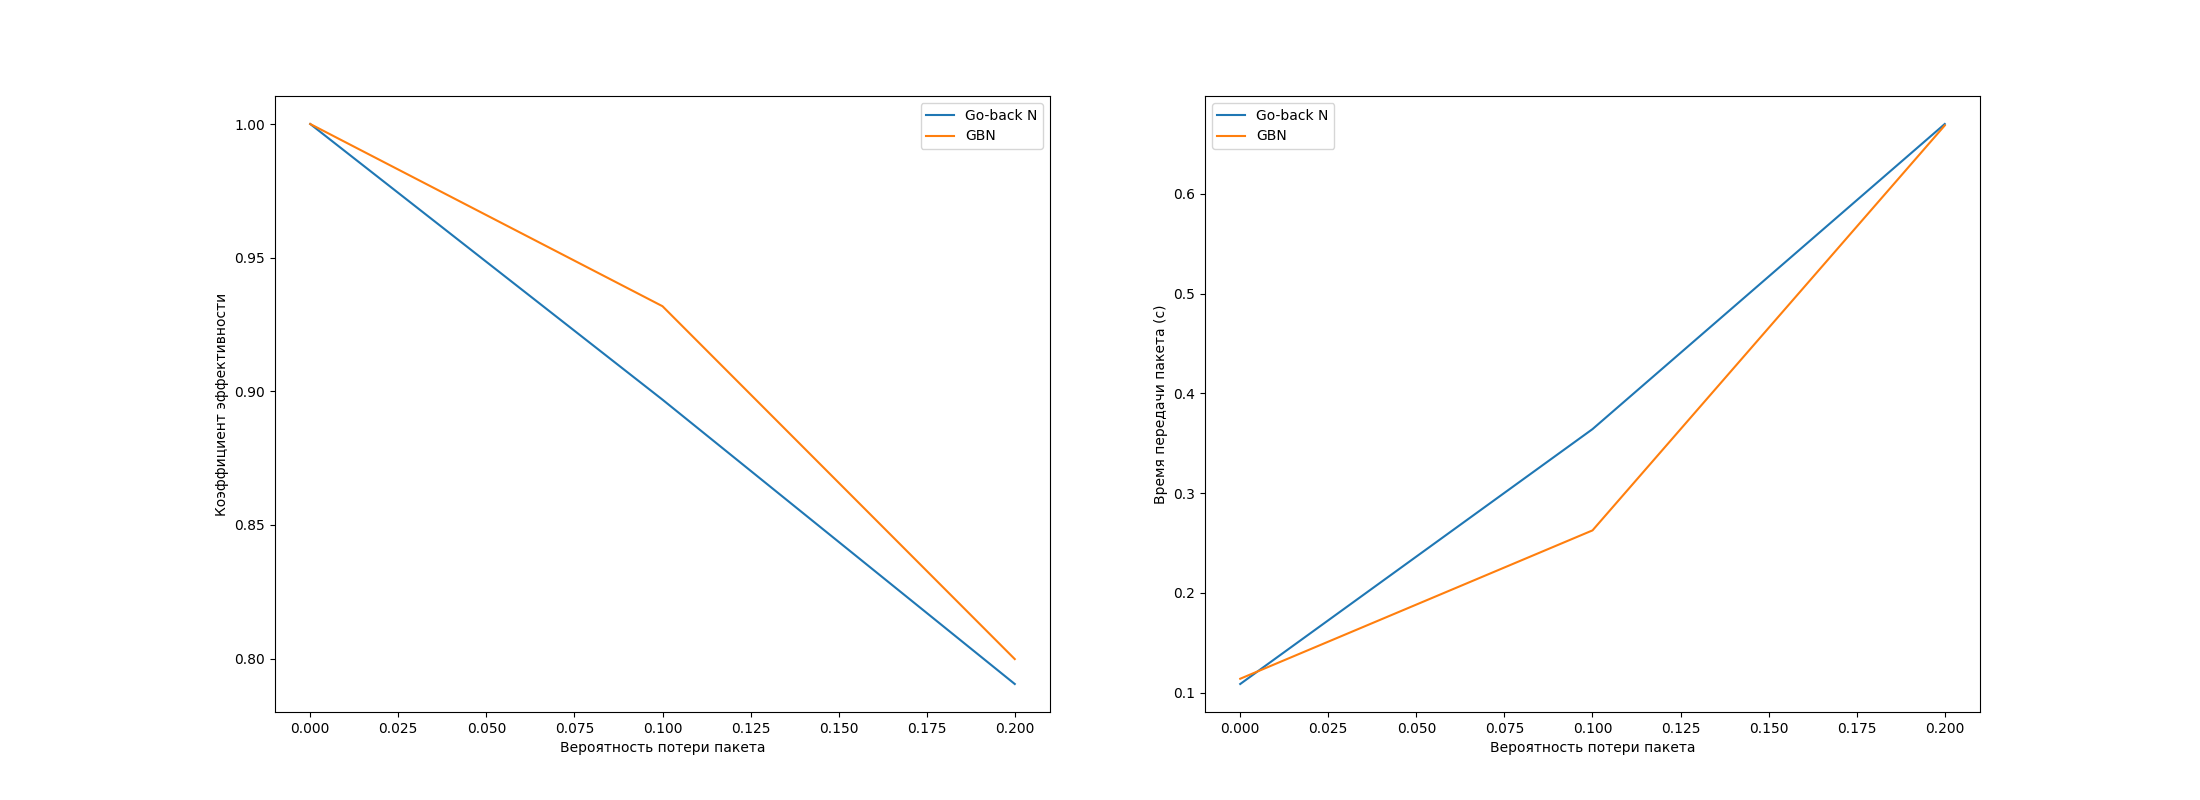 Go-back N
GBN
1.00
0.95
0.90
0.85
0.80
Коэффициент эффективности
0.000 0.025 0.050 0.075 0.100 0.125 0.150 0.175 0.200
Вероятность потери пакета
Go-back N
GBN
0.6
0.5
0.4
0.3
0.2
0.1
Время передачи пакета (с)
0.000 0.025 0.050 0.075 0.100 0.125 0.150 0.175 0.200
Вероятность потери пакета